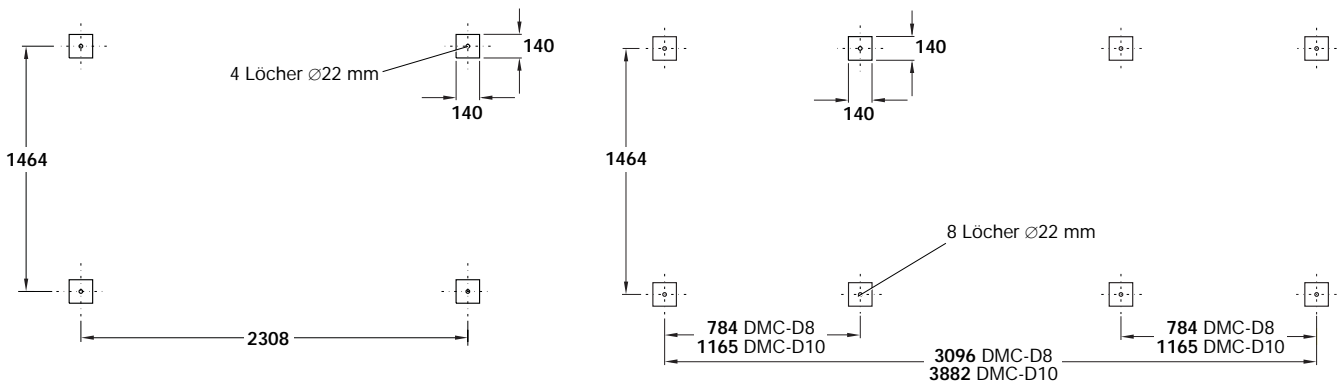 140
4 Löcher ∅22 mm
140
1464
2308
140
140
1464
8 Löcher ∅22 mm
784 DMC-D8
1165 DMC-D10
784 DMC-D8
1165 DMC-D10
3096 DMC-D8
3882 DMC-D10